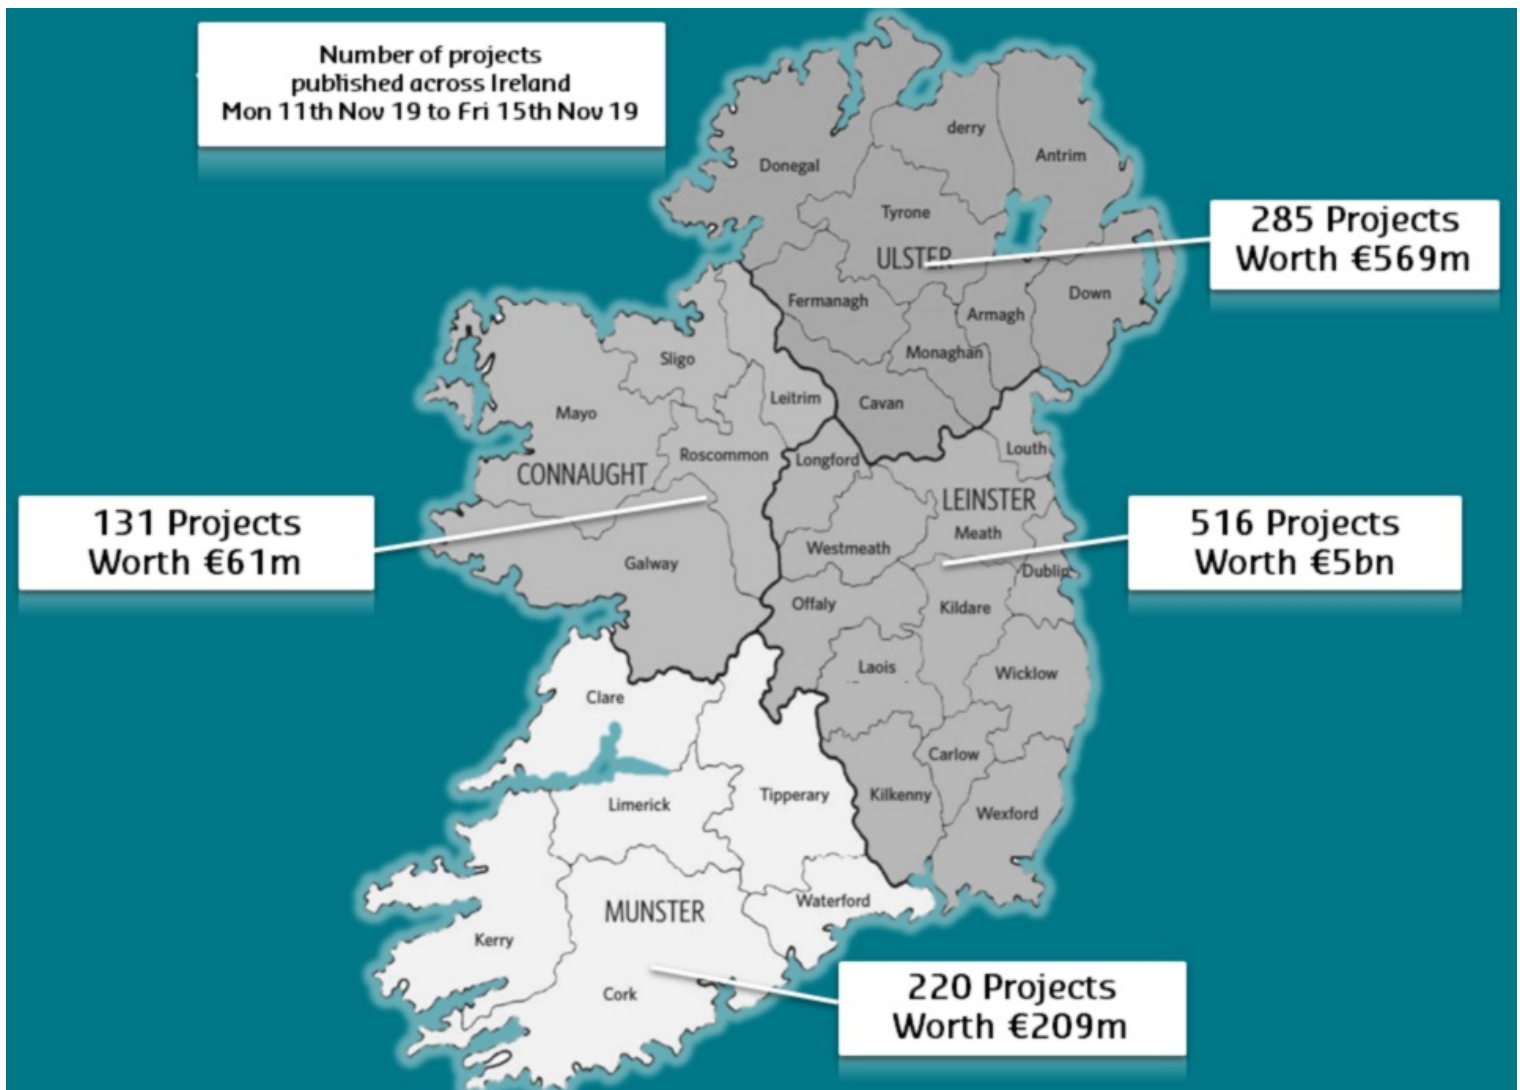 Number of projects
published across Ireland
Mon 11th Nov 19 to Fri 15th Nov 19
derry
Antrim
Donegal
Tyrone
285 Projects
Worth €569m
ULSTER
Fermanagh
Down
Armagh
Monaghan
Sligo
Leitrim
Cavan
Mayo
Roscommon
Longford
Louth
CONNAUGHT
LEINSTER
131 Projects
Worth €61m
516 Projects
Worth €5bn
Meath
Westmeath
Galway
Dublin
Offaly
Kildare
Laois
Wicklow
Clare
Carlow
Limerick
Tipperary
Kilkenny
Wexford
Waterford
MUNSTER
Kerry
Cork
220 Projects
Worth €209m